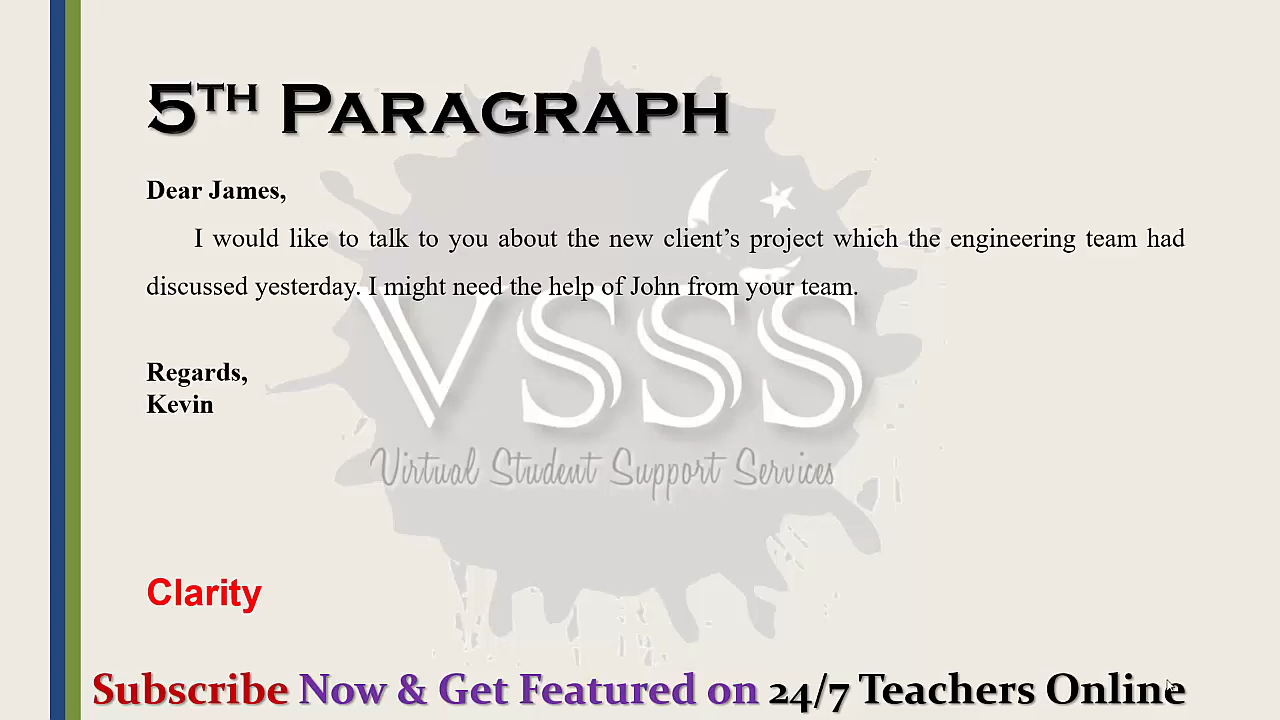 5TH PARAGRAPH
Dear James,
I would like to talk to you about the new client’s project which the engineering team had
discussed yesterday. I might need the help of John from your team.
VSSS
Regards,
Kevin
Virtual Student Support Services
Clarity
Subscribe Now & Get Featured on 24/7 Teachers Online